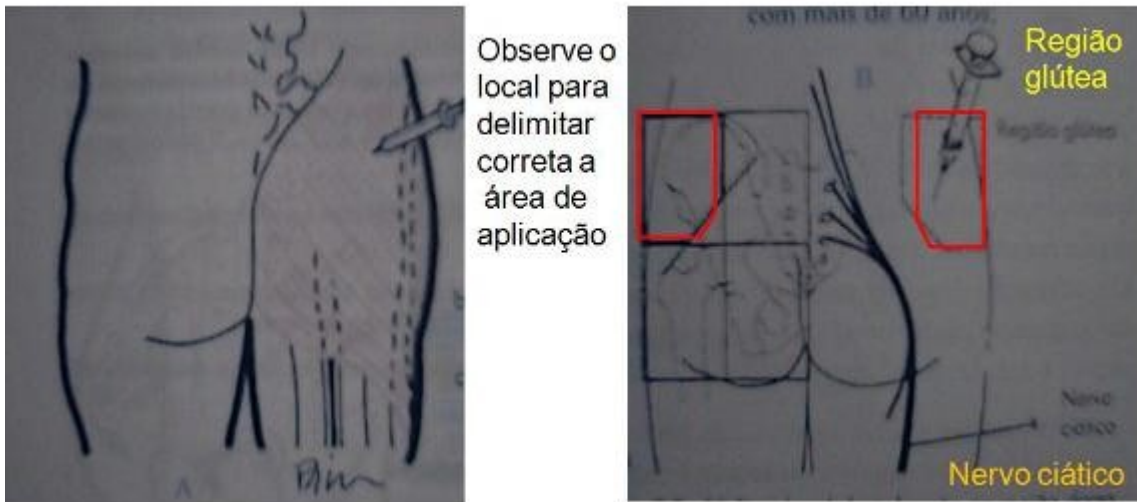 Observe o
local para
delimitar
correta a
área de
aplicação
com mais de 60 anos.
Região
glútea
B
Região glútea
A
Nervo
Nervo ciático